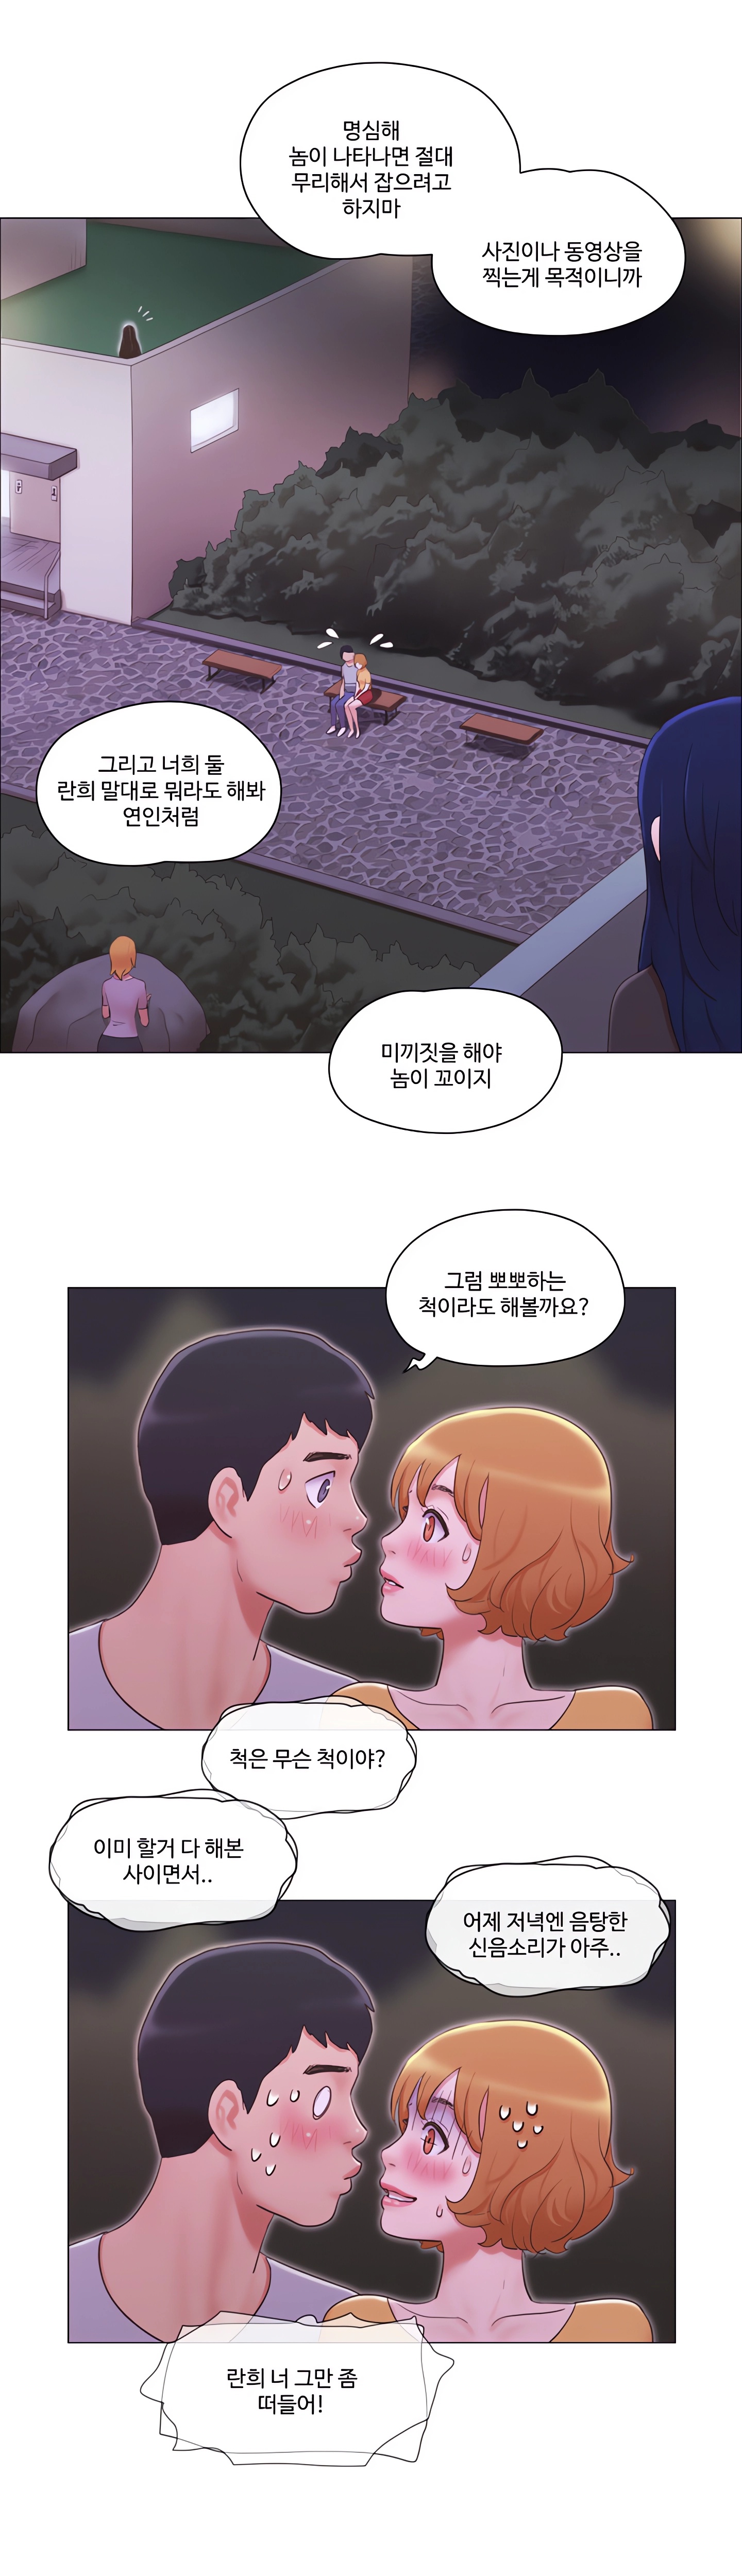 명심해
놈이 나타나면 절대
무리해서 잡으려고
하지마
사진이나 동영상을
찍는게 목적이니까
그리고 너희 둘
란희 말대로 뭐라도 해봐
연인처럼
미끼짓을 해야
놈이 꼬이지
그럼 뽀뽀하는
척이라도 해볼까요?
척은 무슨 척이야?
이미 할거 다 해본
사이면서..
어제 저녁엔 음탕한
신음소리가 아주..
란희 너 그만 좀
떠들어!